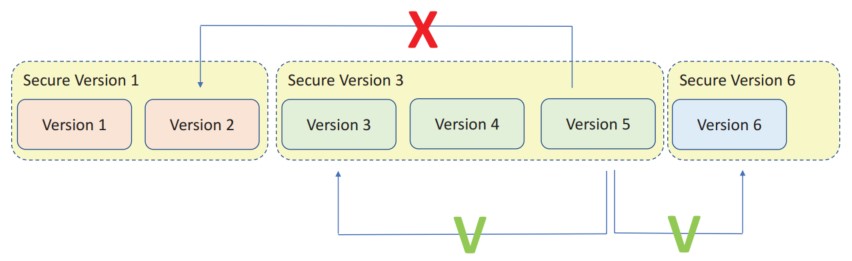 X
Secure Version 1
Secure Version 3
Secure Version 6
Version 1
Version 2
Version 3
Version 4
Version 5
Version 6
V
V